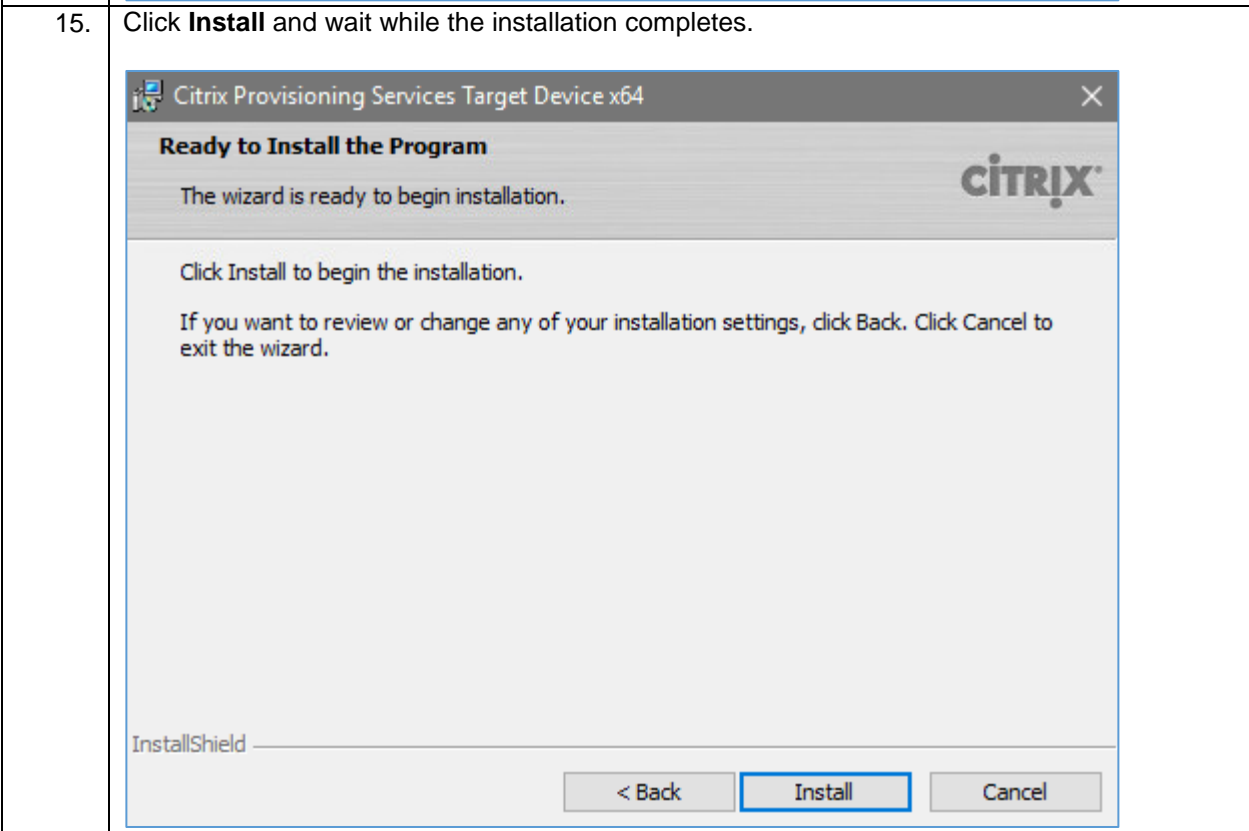 15. Click Install and wait while the installation completes.
Citrix Provisioning Services Target Device x64
Ready to Install the Program
The wizard is ready to begin installation.
CİTRỊX
Click Install to begin the installation.
If you want to review or change any of your installation settings, click Back. Click Cancel to
exit the wizard.
InstallShield
< Back Install Cancel